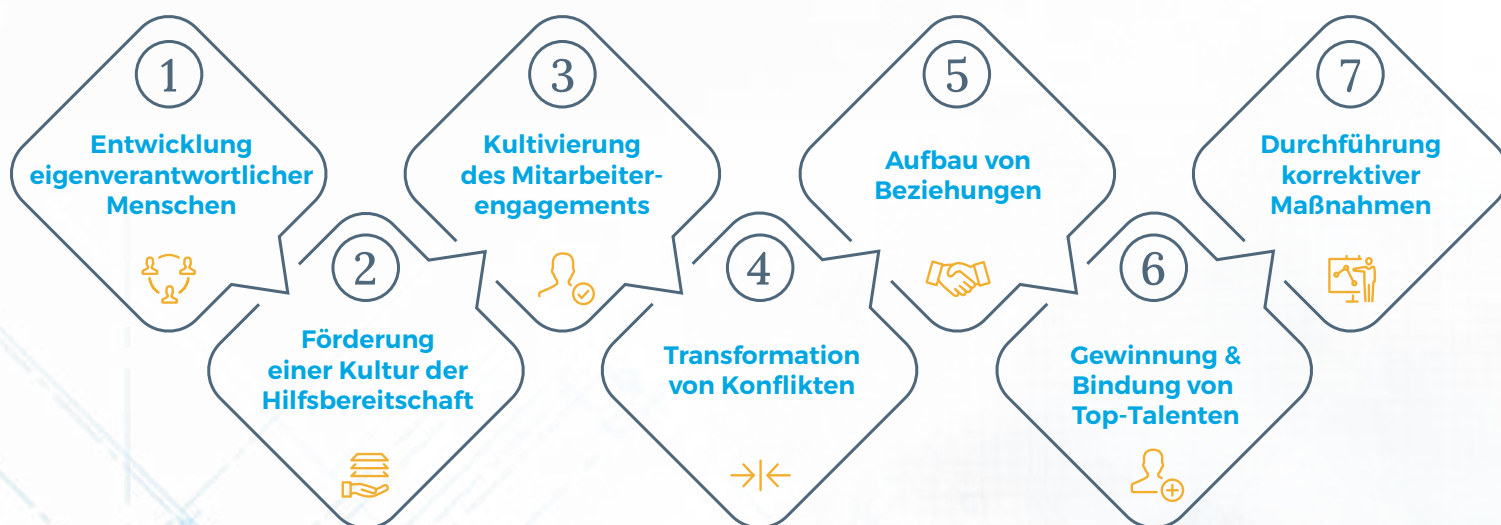 1
Entwicklung
eigenverantwortlicher
Menschen
2
Förderung
einer Kultur der
Hilfsbereitschaft
3
Kultivierung
des Mitarbeiter-
engagements
4
Transformation
von Konflikten
5
Aufbau von
Beziehungen
6
Gewinnung &
Bindung von
Top-Talenten
7
Durchführung
korrektiver
Maßnahmen